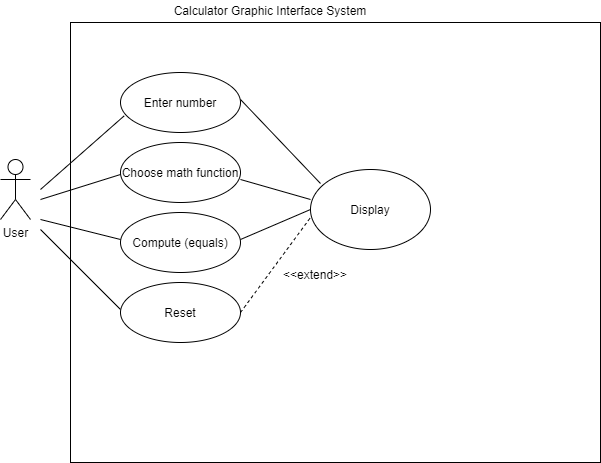 Calculator Graphic Interface System
Enter number
Choose math function
Display
User
Compute (equals)
<<extend>>
Reset